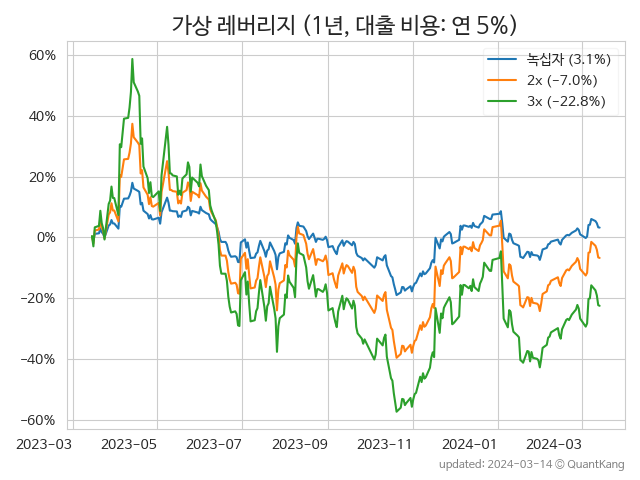 가상 레버리지 (1년, 대출 비용: 연 5%)
녹십자 (3.1%)
2x (−7.0%)
3x (−22.8%)
60%
40%
20%
0%
−20%
−40%
−60%
2023-03
2023-05
2023-07
2023-09
2023-11
2024-01
2024-03
updated: 2024-03-14 ⓒ QuantKang